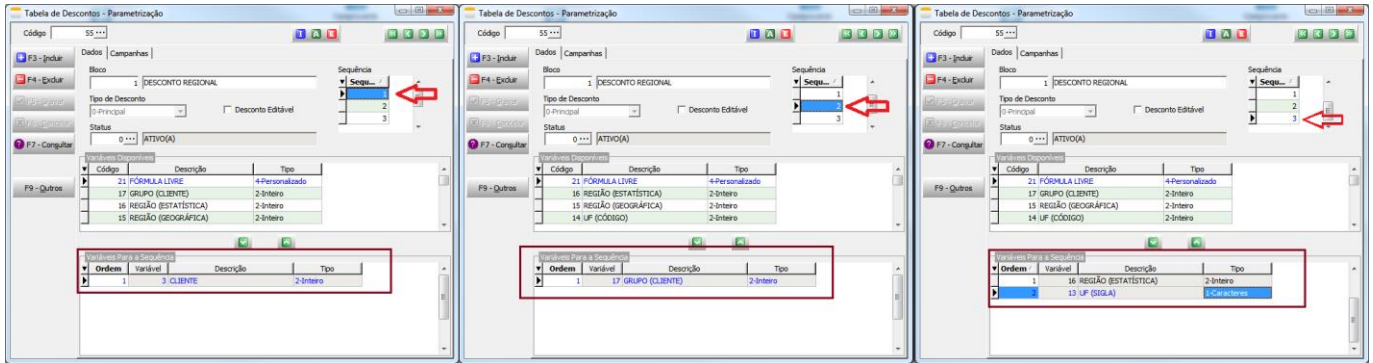 Tabela de Descontos - Parametrização
Código 55 ...
I A E
F3 - Incluir
Dados Campanhas
Bloco
1 DESCONTO REGIONAL
Sequência
Sequ...
1
2
3
F4 - Excluir
Tipo de Desconto
0-Principal
Desconto Editável
Status
0 ... ATIVO(A)
F7 - Consultar
Variáveis Disponíveis
Código Descrição Tipo
21 FÓRMULA LIVRE 4-Personalizado
17 GRUPO (CLIENTE) 2-Inteiro
16 REGIÃO (ESTATÍSTICA) 2-Inteiro
15 REGIÃO (GEOGRÁFICA) 2-Inteiro
F9 - Outros
Variáveis Para a Sequência
Ordem Variável Descrição Tipo
1 3 CLIENTE 2-Inteiro
Tabela de Descontos - Parametrização
Código 55 ...
I A E
F3 - Incluir
Dados Campanhas
Bloco
1 DESCONTO REGIONAL
Sequência
Sequ...
1
2
3
F4 - Excluir
Tipo de Desconto
0-Principal
Desconto Editável
Status
0 ... ATIVO(A)
F7 - Consultar
Variáveis Disponíveis
Código Descrição Tipo
21 FÓRMULA LIVRE 4-Personalizado
16 REGIÃO (ESTATÍSTICA) 2-Inteiro
15 REGIÃO (GEOGRÁFICA) 2-Inteiro
14 UF (CÓDIGO) 2-Inteiro
F9 - Outros
Variáveis Para a Sequência
Ordem Variável Descrição Tipo
1 17 GRUPO (CLIENTE) 2-Inteiro
Tabela de Descontos - Parametrização
Código 55 ...
I A E
F3 - Incluir
Dados Campanhas
Bloco
1 DESCONTO REGIONAL
Sequência
Sequ...
1
2
3
F4 - Excluir
Tipo de Desconto
0-Principal
Desconto Editável
Status
0 ... ATIVO(A)
F7 - Consultar
Variáveis Disponíveis
Código Descrição Tipo
21 FÓRMULA LIVRE 4-Personalizado
17 GRUPO (CLIENTE) 2-Inteiro
15 REGIÃO (GEOGRÁFICA) 2-Inteiro
14 UF (CÓDIGO) 2-Inteiro
F9 - Outros
Variáveis Para a Sequência
Ordem Variável Descrição Tipo
1 16 REGIÃO (ESTATÍSTICA) 2-Inteiro
2 13 UF (SIGLA) 1-Caracteres